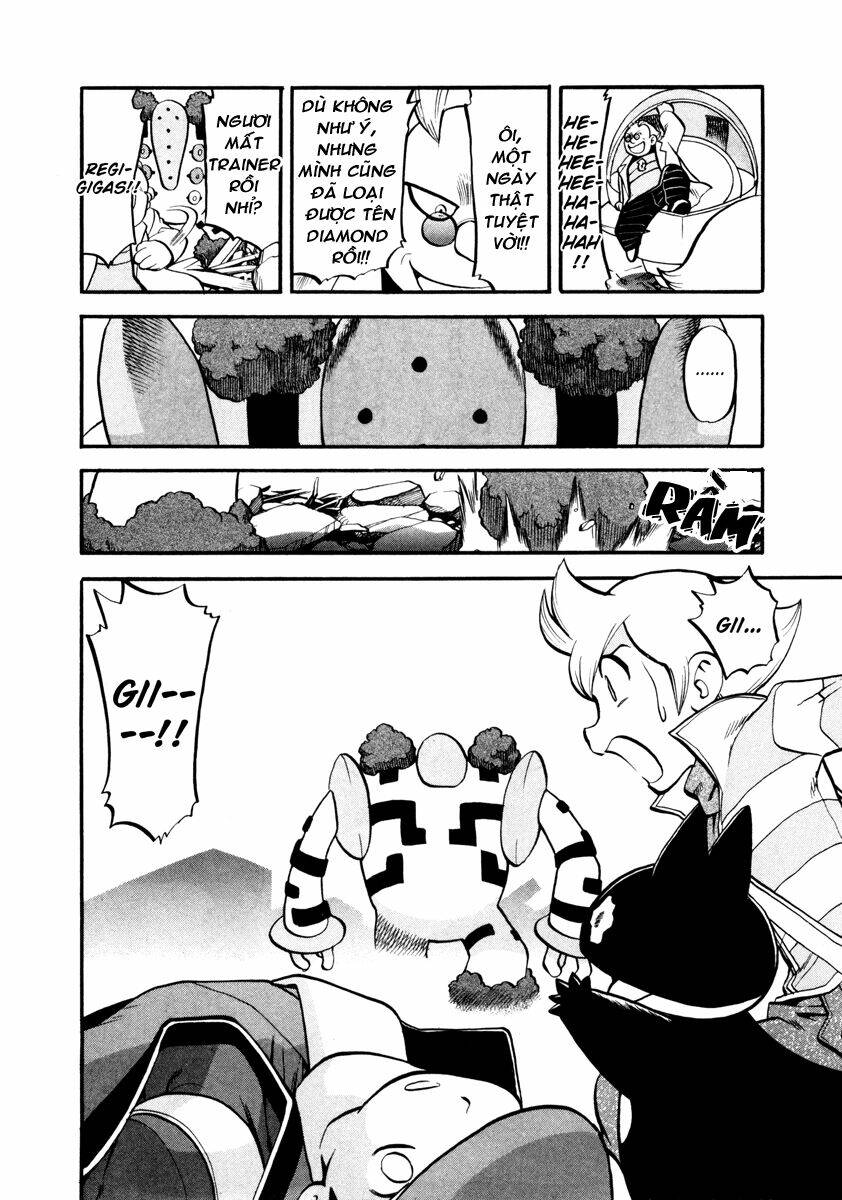 HE-
HE-
HEE-
HEE-
HA-
HA-
HAH
!!
ÔI,
MỘT
NGÀY
THẬT
TUYỆT
VỜI!!
DÙ KHÔNG
NHƯ Ý,
NHƯNG
MÌNH CŨNG
ĐÃ LOẠI
ĐƯỢC TÊN
DIAMOND
RỒI!!
NGƯƠI
MẤT
TRAINER
RỒI
NHỈ?
REGI-
GIGAS!!
......
RẦM
GII...
GII--
--!!